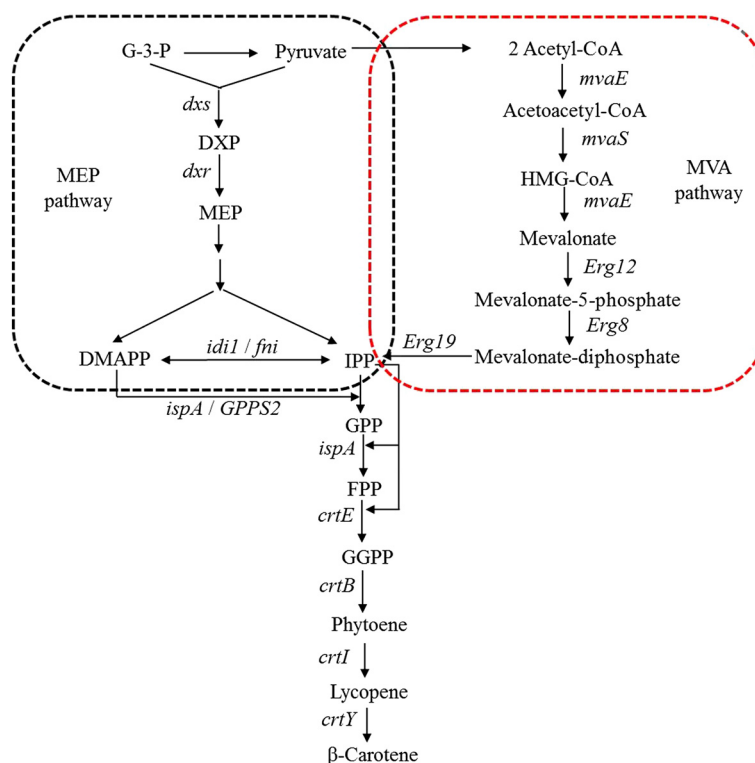 G-3-P
Pyruvate
2 Acetyl-CoA
mvaE
dxs
Acetoacetyl-CoA
mvaS
DXP
dxr
MEP
pathway
HMG-CoA
MVA
pathway
mvaE
MEP
Mevalonate
Erg12
Mevalonate-5-phosphate
Erg8
DMAPP
idi1 / fni
IPP
Erg19
Mevalonate-diphosphate
ispA / GPPS2
GPP
ispA
FPP
crtE
GGPP
crtB
Phytoene
crtI
Lycopene
crtY
β-Carotene